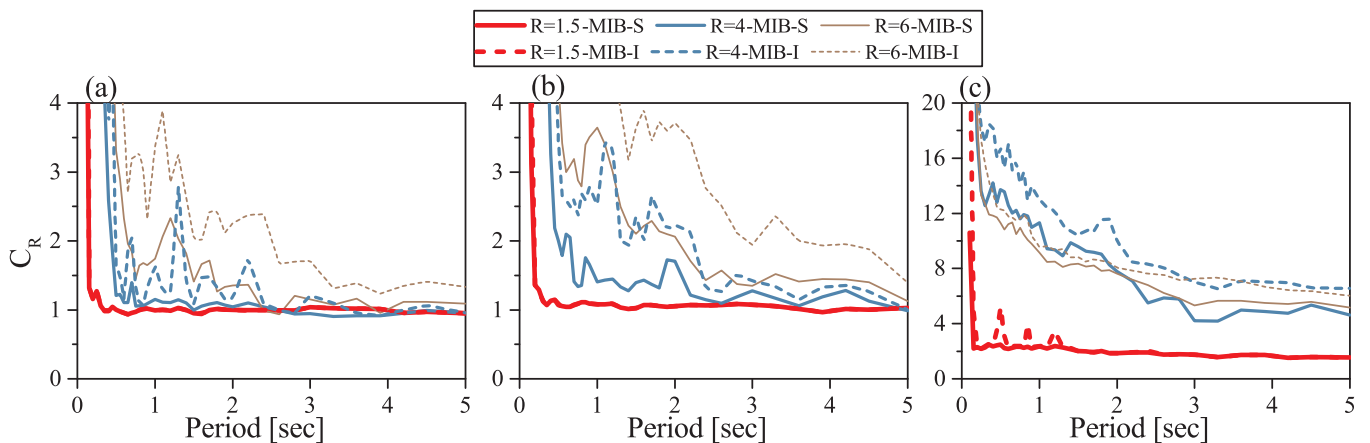 R=1.5-MIB-S R=4-MIB-S R=6-MIB-S
R=1.5-MIB-I R=4-MIB-I R=6-MIB-I
(a) (b) (c)
4 4 20
3 3 16
12
2 2
8
1 1
4
0 0 0
C_R
0 1 2 3 4 5 0 1 2 3 4 5 0 1 2 3 4 5
Period [sec] Period [sec] Period [sec]